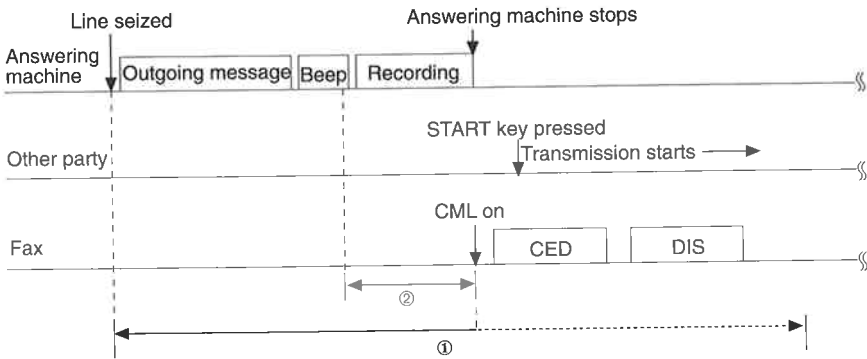 Answering machine stops
Line seized
Answering
machine
Outgoing message
Beep
Recording
START key pressed
Other party
Transmission starts
CML on
Fax
CED
DIS
②
①